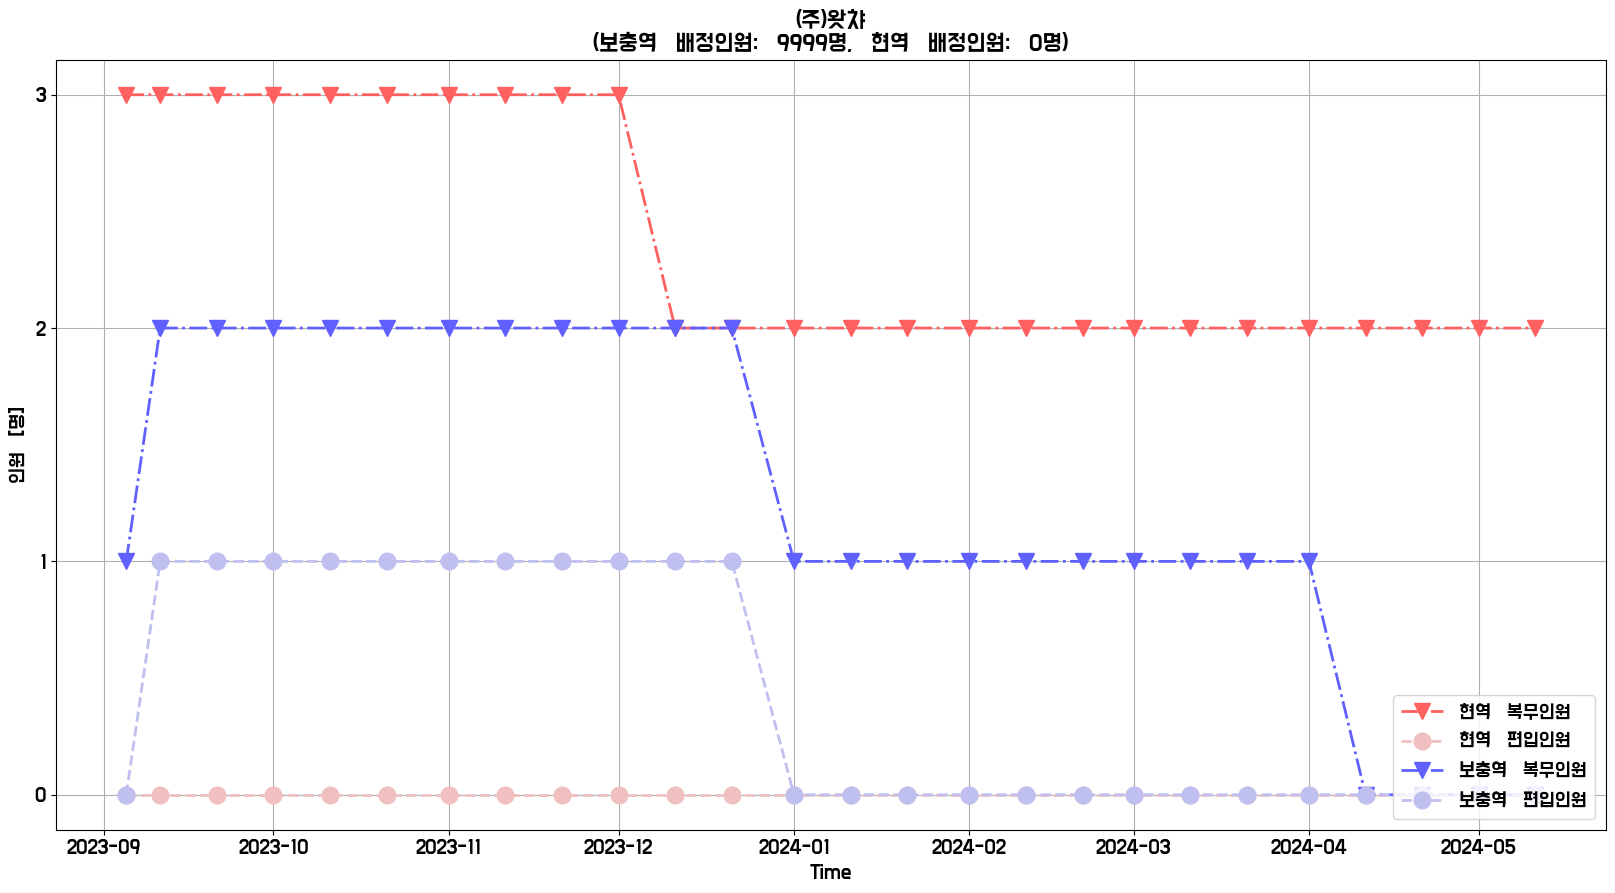 (주)왓챠
(보충역 배정인원: 9999명, 현역 배정인원: 0명)
인원 [명]
3
2
1
0
현역 복무인원
현역 편입인원
보충역 복무인원
보충역 편입인원
2023-09 2023-10 2023-11 2023-12 2024-01 2024-02 2024-03 2024-04 2024-05
Time